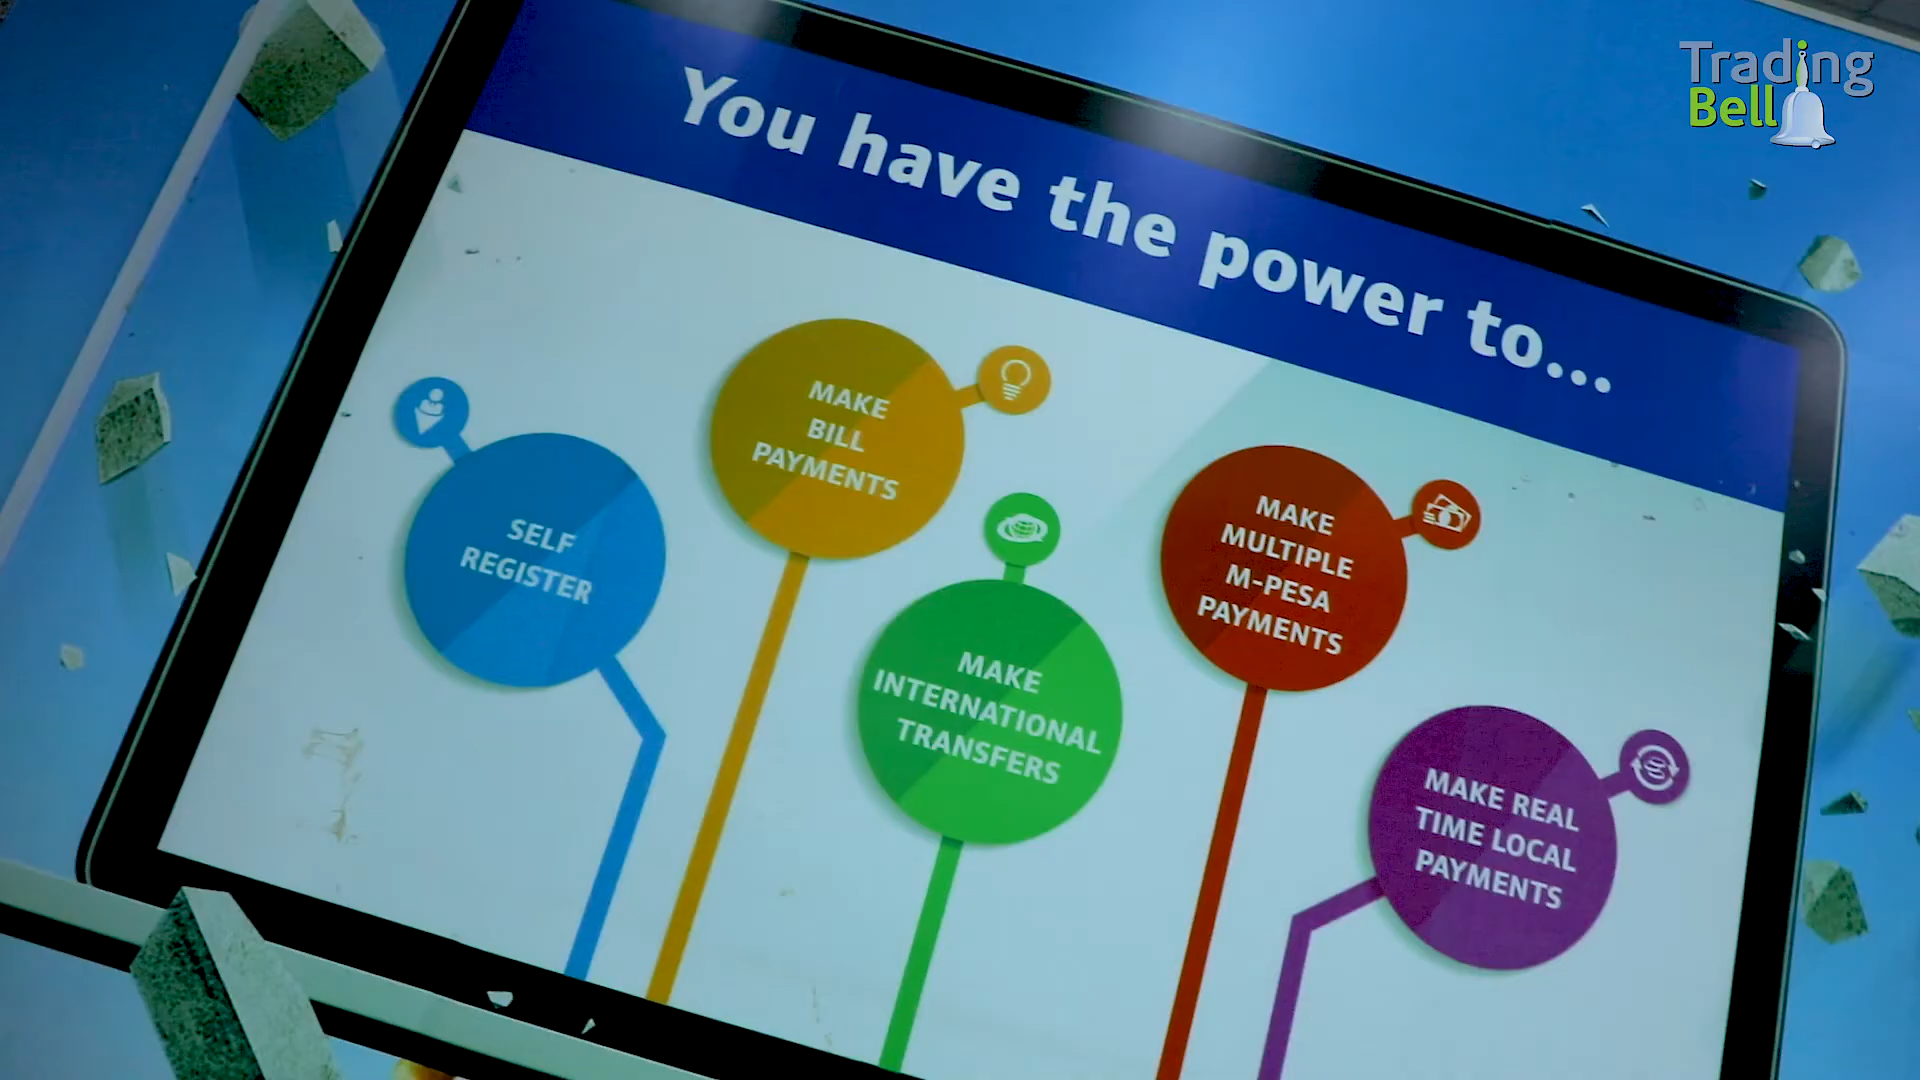 Trading
Bell
You have the power to...
SELF
REGISTER
MAKE
BILL
PAYMENTS
MAKE
INTERNATIONAL
TRANSFERS
MAKE
MULTIPLE
M-PESA
PAYMENTS
MAKE REAL
TIME LOCAL
PAYMENTS